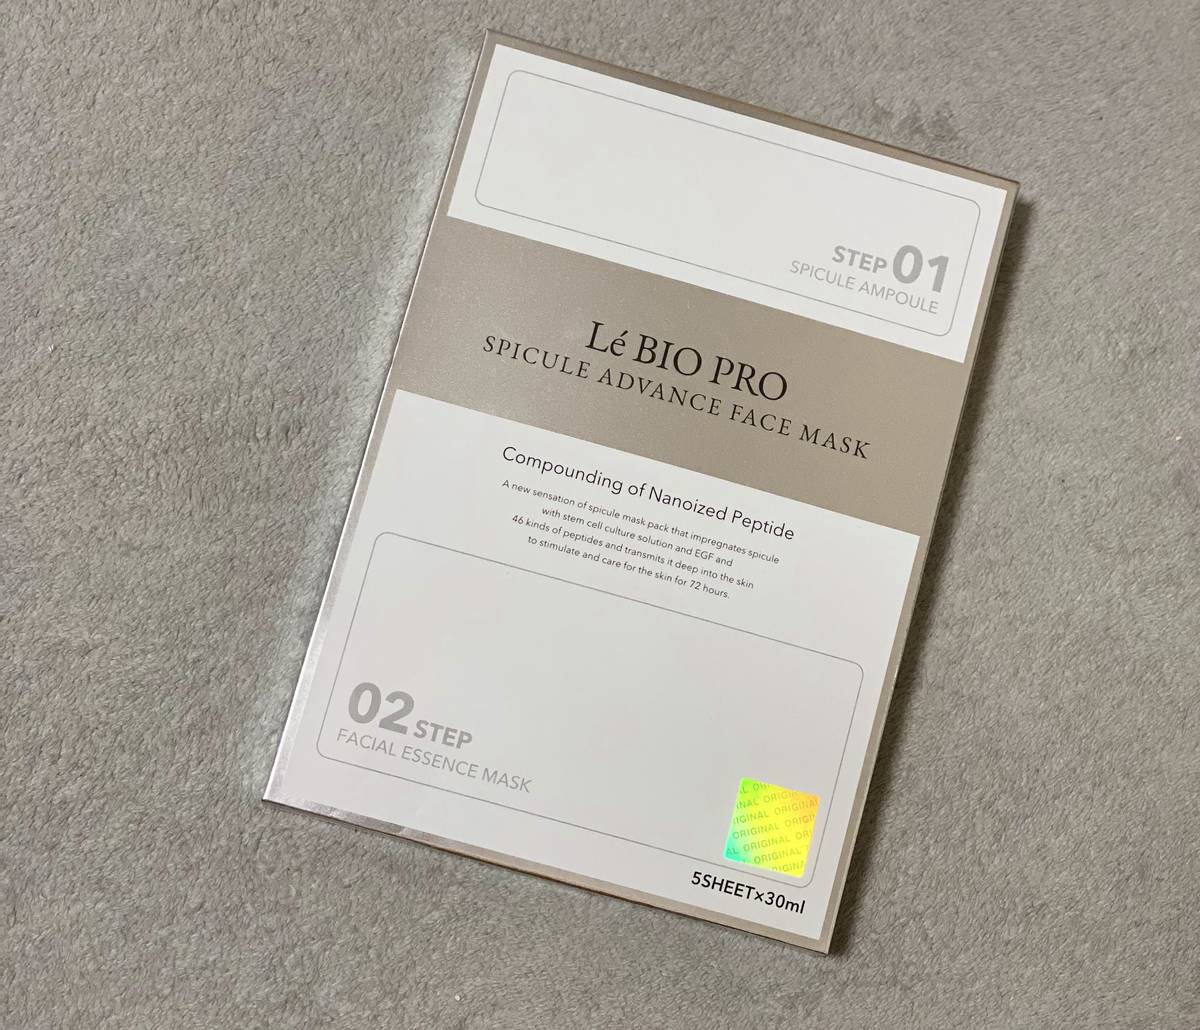 STEP 01
SPICULE AMPOULE
Lé BIO PRO
SPICULE ADVANCE FACE MASK
Compounding of Nanoized Peptide
A new sensation of spicule mask pack that impregnates spicule
with stem cell culture solution and EGF and
46 kinds of peptides and transmits it deep into the skin
to stimulate and care for the skin for 72 hours.
02 STEP
FACIAL ESSENCE MASK
ORIGINAL
ORIGINAL
ORIGINAL
ORIGINAL
ORIGINAL
5SHEET×30ml